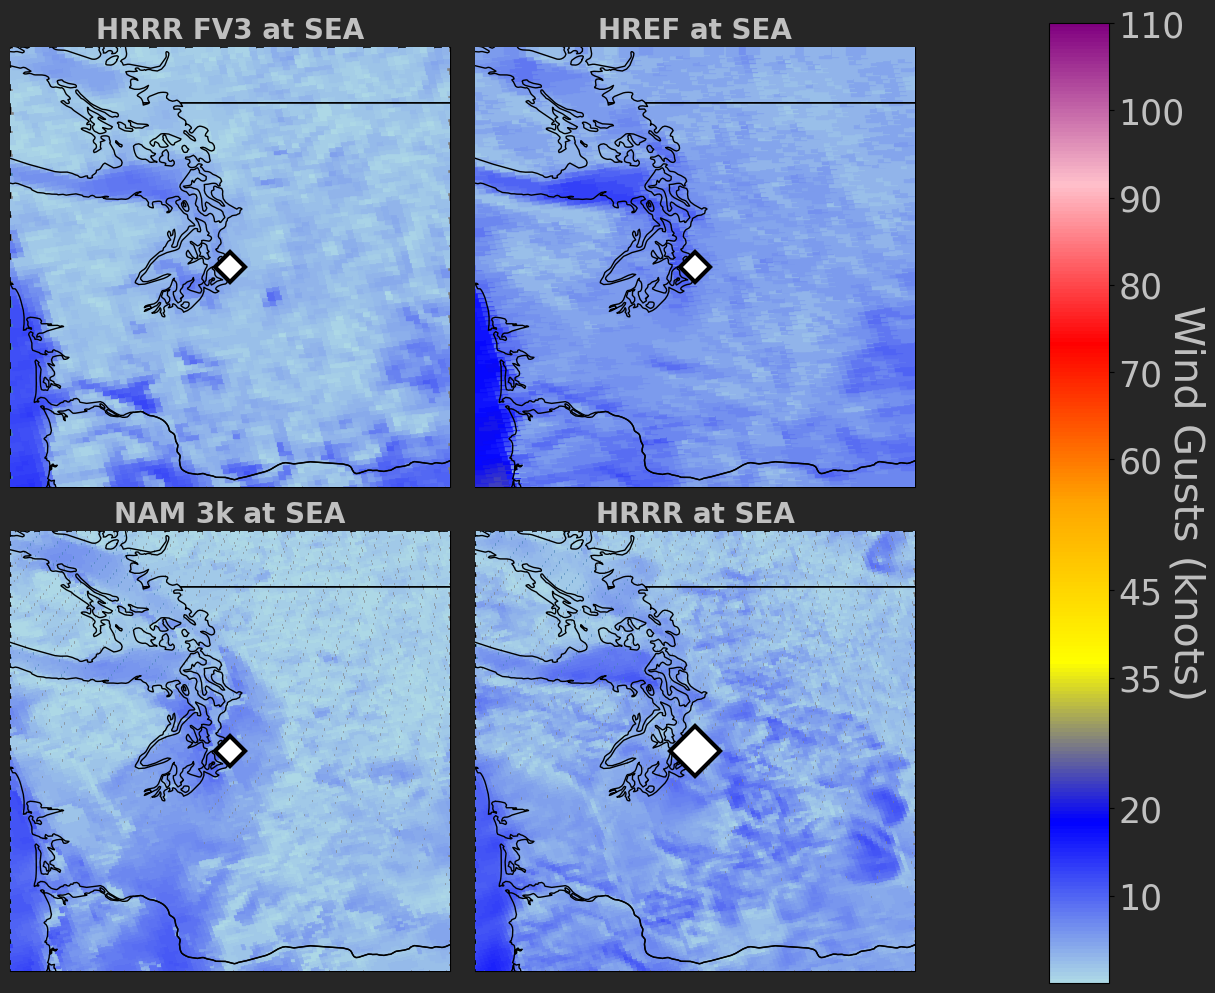 HRRR FV3 at SEA
HREF at SEA
NAM 3k at SEA
HRRR at SEA
110
100
90
80
70
60
45
35
20
10
Wind Gusts (knots)